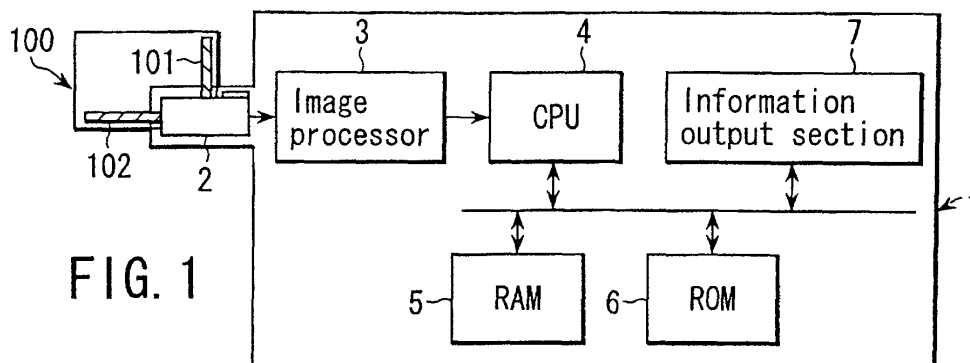 100
101
102
2
3
Image
processor
4
CPU
7
Information
output section
5
RAM
6
ROM
FIG. 1